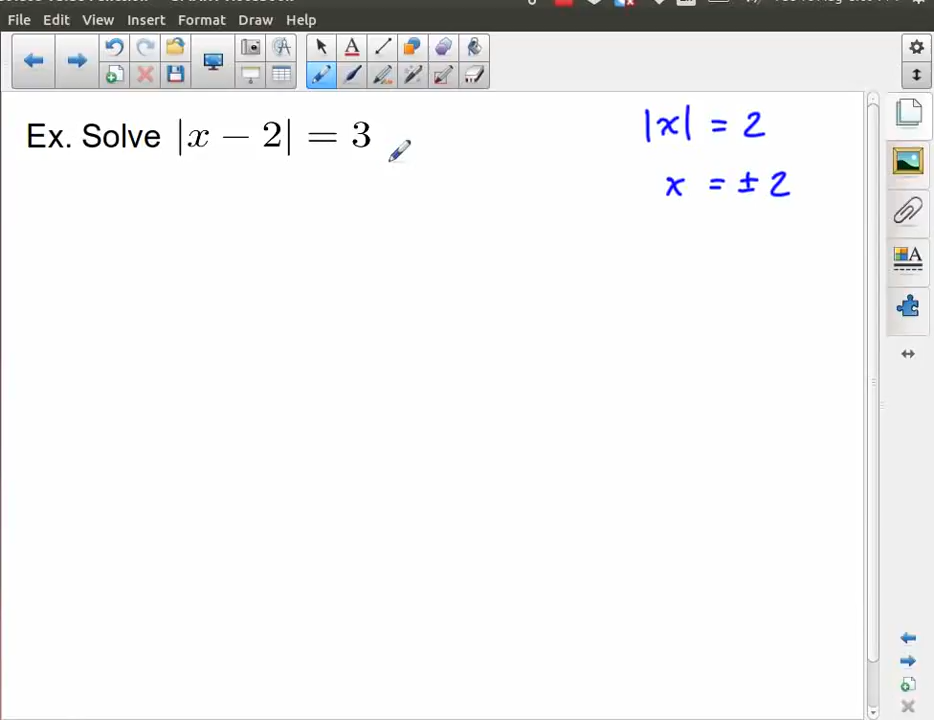 File Edit View Insert Format Draw Help
Ex. Solve |x − 2| = 3
|x| = 2
x = ± 2